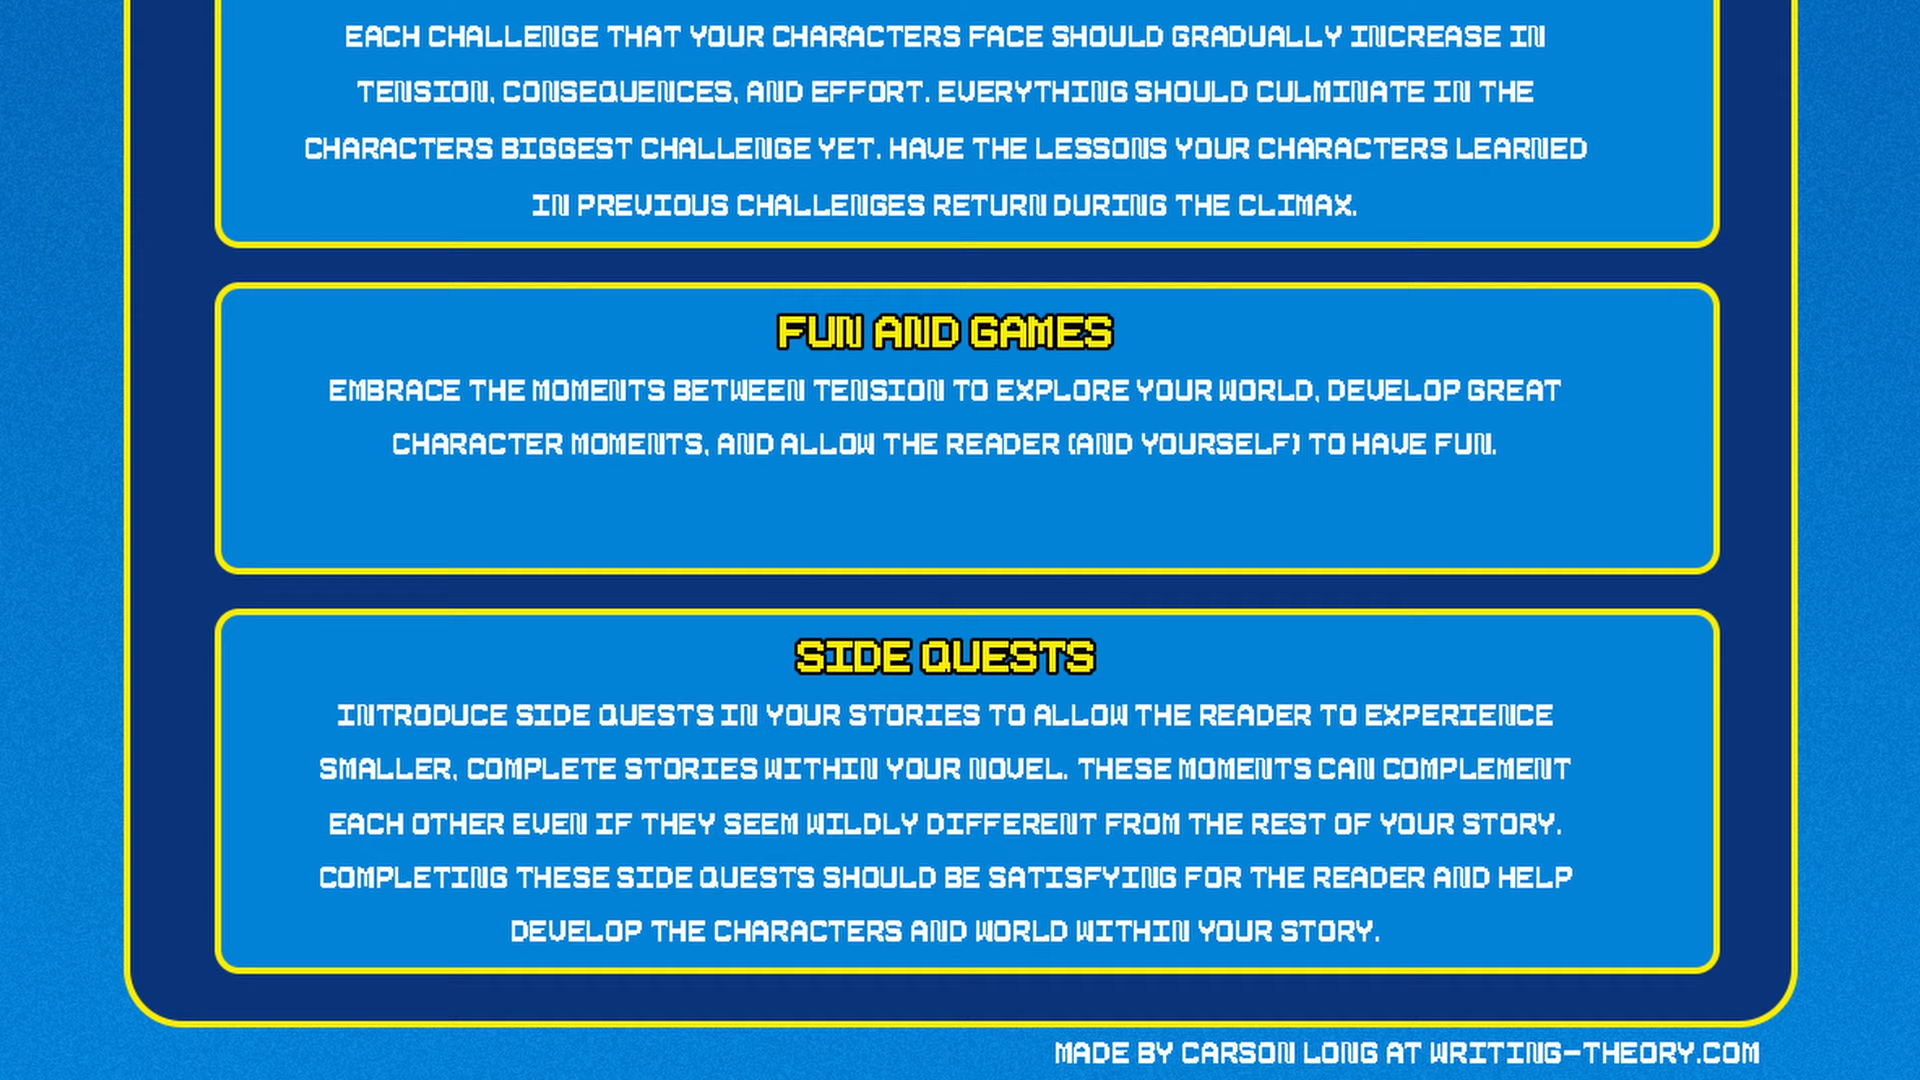 EACH CHALLENGE THAT YOUR CHARACTERS FACE SHOULD GRADUALLY INCREASE IN
TENSION, CONSEQUENCES, AND EFFORT. EVERYTHING SHOULD CULMINATE IN THE
CHARACTERS BIGGEST CHALLENGE YET. HAVE THE LESSONS YOUR CHARACTERS LEARNED
IN PREVIOUS CHALLENGES RETURN DURING THE CLIMAX.
FUN AND GAMES
EMBRACE THE MOMENTS BETWEEN TENSION TO EXPLORE YOUR WORLD, DEVELOP GREAT
CHARACTER MOMENTS, AND ALLOW THE READER (AND YOURSELF) TO HAVE FUN.
SIDE QUESTS
INTRODUCE SIDE QUESTS IN YOUR STORIES TO ALLOW THE READER TO EXPERIENCE
SMALLER, COMPLETE STORIES WITHIN YOUR NOVEL. THESE MOMENTS CAN COMPLEMENT
EACH OTHER EVEN IF THEY SEEM WILDLY DIFFERENT FROM THE REST OF YOUR STORY.
COMPLETING THESE SIDE QUESTS SHOULD BE SATISFYING FOR THE READER AND HELP
DEVELOP THE CHARACTERS AND WORLD WITHIN YOUR STORY.
MADE BY CARSON LONG AT WRITING-THEORY.COM